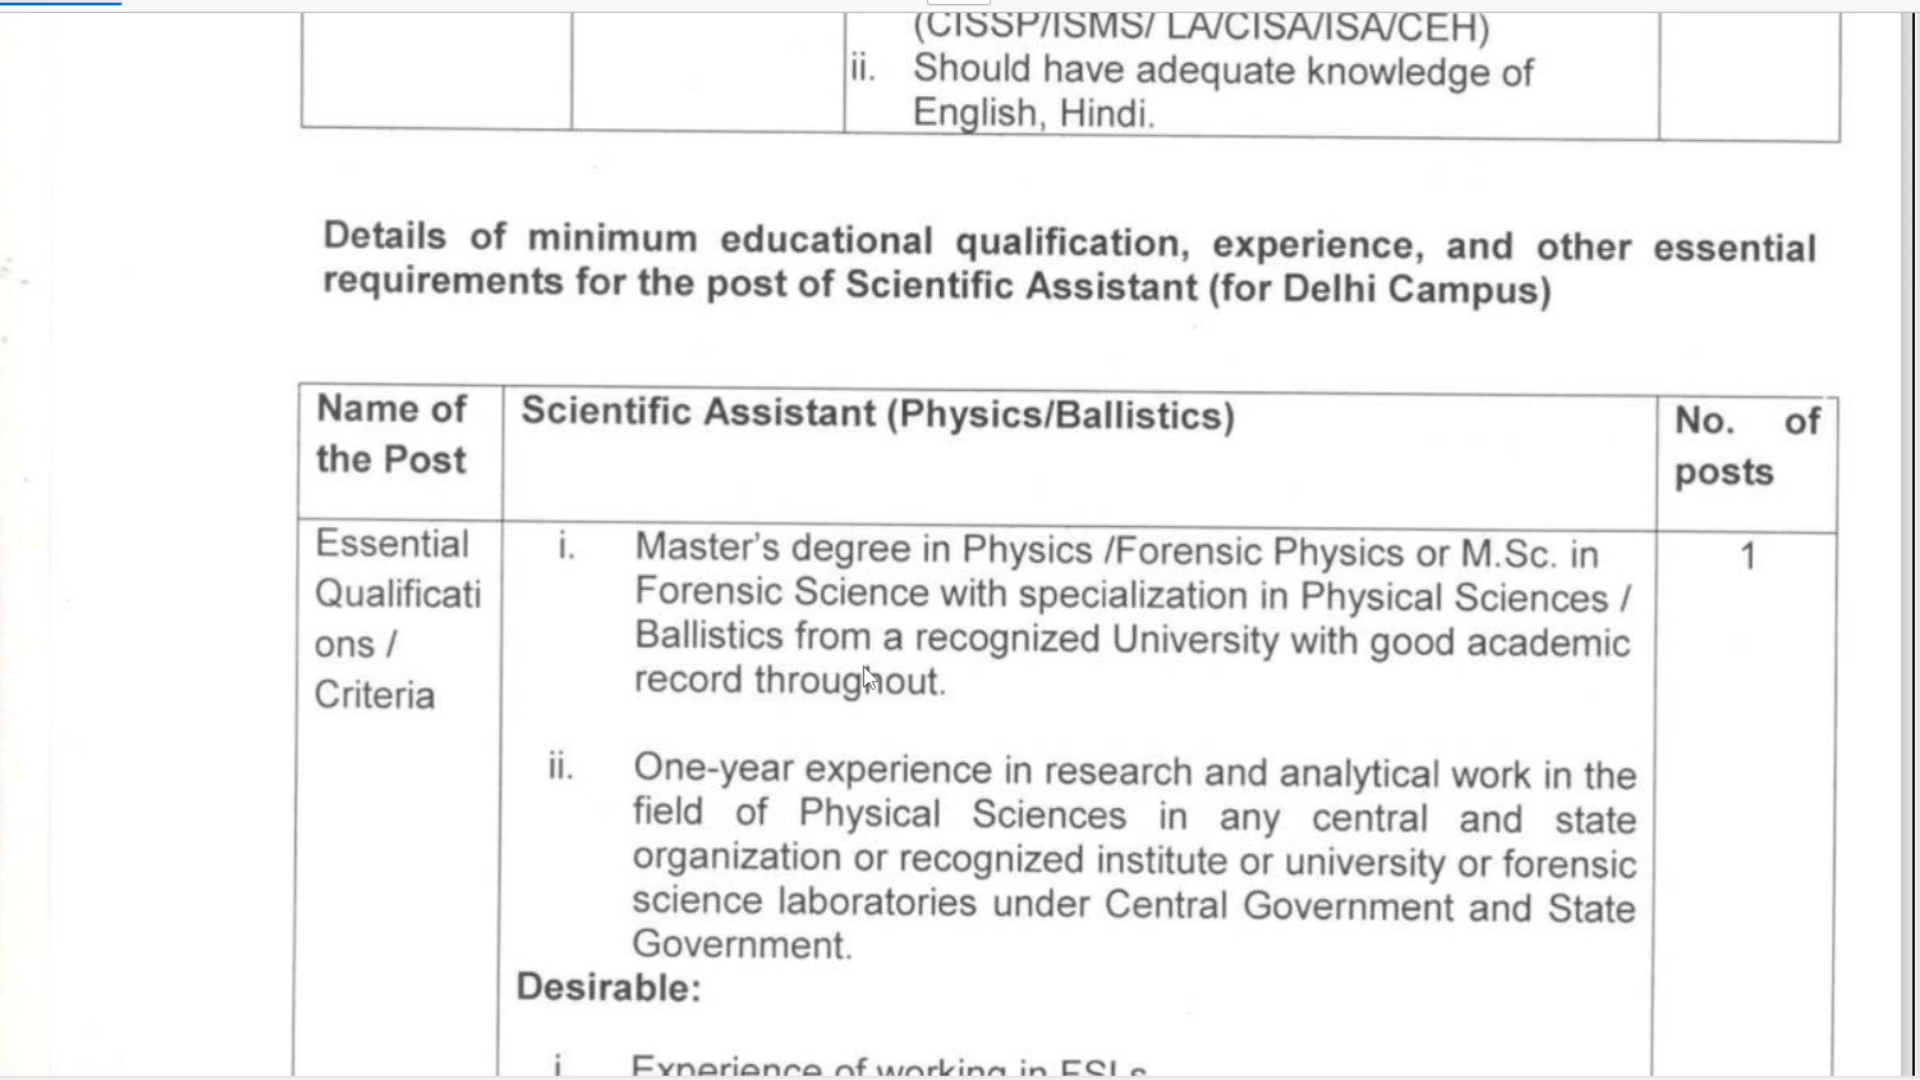 (CISSP/ISMS/ LA/CISA/ISA/CEH)
ii. Should have adequate knowledge of
English, Hindi.
Details of minimum educational qualification, experience, and other essential
requirements for the post of Scientific Assistant (for Delhi Campus)
Name of
the Post
Scientific Assistant (Physics/Ballistics)
No. of
posts
Essential
Qualificati
ons /
Criteria
i. Master's degree in Physics /Forensic Physics or M.Sc. in
Forensic Science with specialization in Physical Sciences /
Ballistics from a recognized University with good academic
record throughout.
1
ii. One-year experience in research and analytical work in the
field of Physical Sciences in any central and state
organization or recognized institute or university or forensic
science laboratories under Central Government and State
Government.
Desirable:
i Experience of working in FSLs